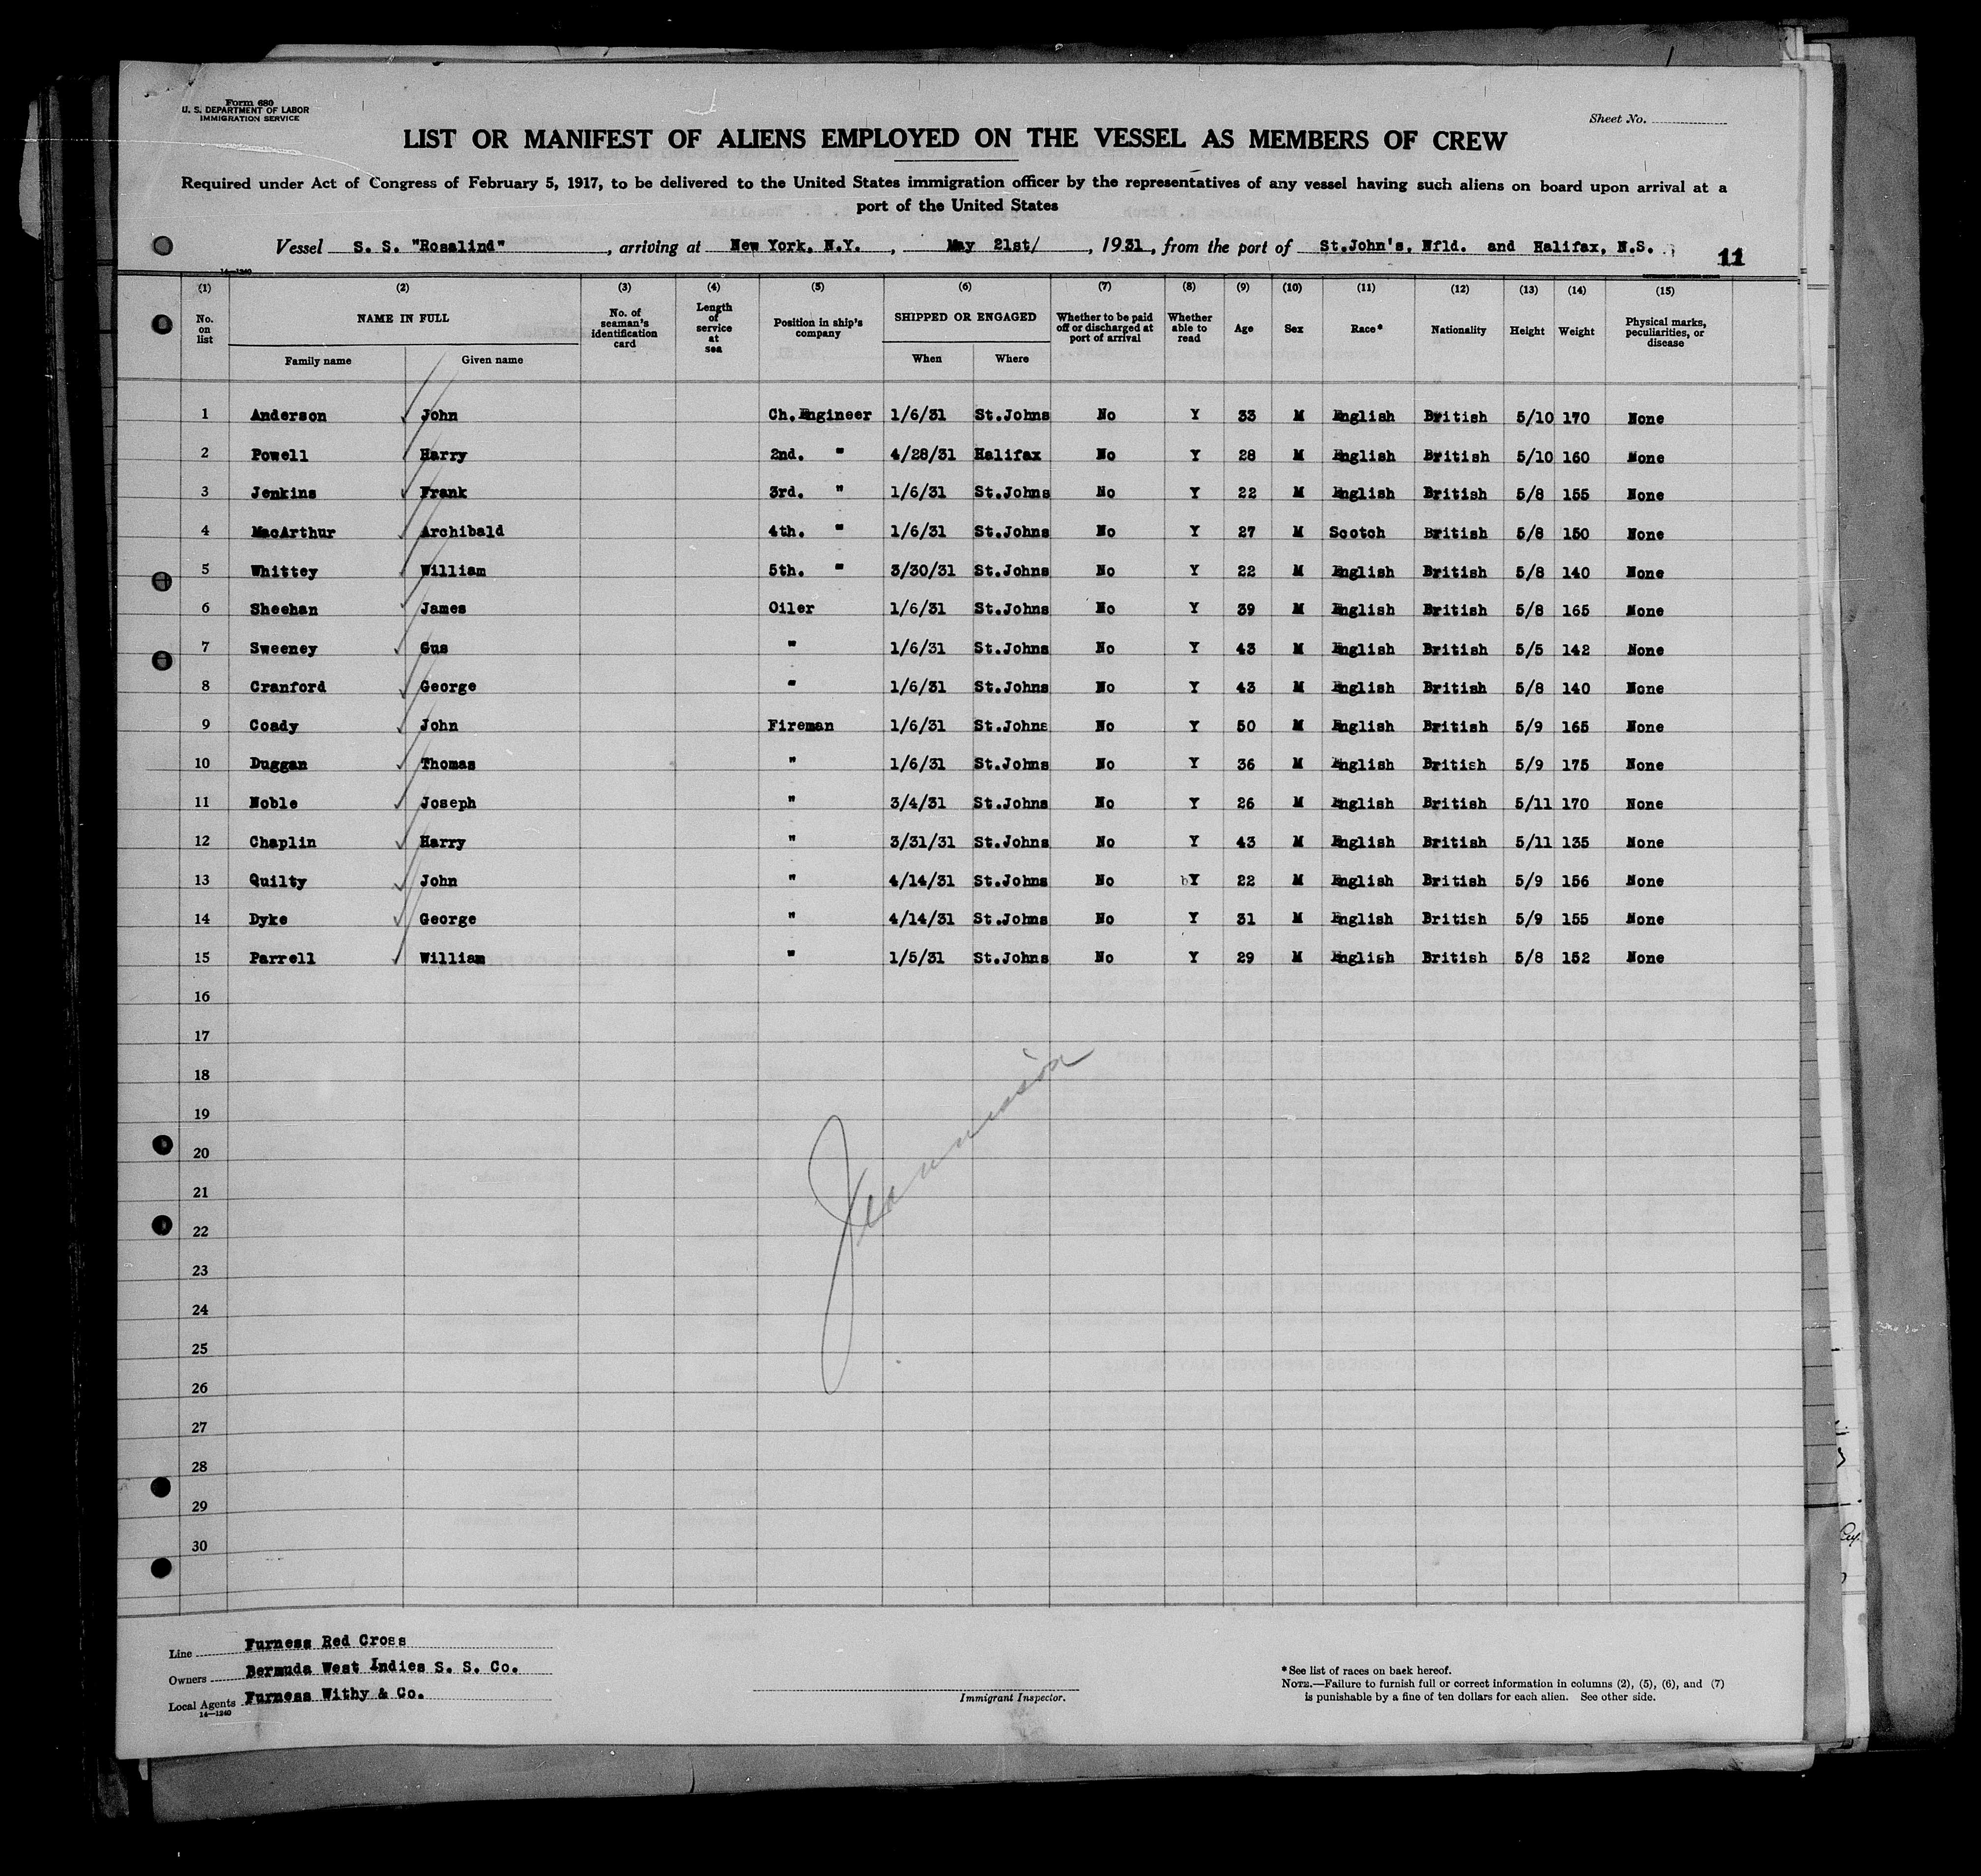 Form 680
U. S. DEPARTMENT OF LABOR
IMMIGRATION SERVICE
Sheet No.
LIST OR MANIFEST OF ALIENS EMPLOYED ON THE VESSEL AS MEMBERS OF CREW
Required under Act of Congress of February 5, 1917, to be delivered to the United States immigration officer by the representatives of any vessel having such aliens on board upon arrival at a
port of the United States
Vessel S. S. "Rosalind", arriving at New York, N.Y., May 21st/, 1931, from the port of St.John's, Nfld. and Halifax, N.S. 11
14—1240
(1) (2) (3) (4) (5) (6) (7) (8) (9) (10) (11) (12) (13) (14) (15)
No. on list NAME IN FULL No. of seaman's identification card Length of service at sea Position in ship's company SHIPPED OR ENGAGED Whether to be paid off or discharged at port of arrival Whether able to read Age Sex Race* Nationality Height Weight Physical marks, peculiarities, or disease
Family name Given name When Where
1 Anderson John Ch.Engineer 1/6/31 St.Johns No Y 33 M English British 5/10 170 None
2 Powell Harry 2nd. " 4/28/31 Halifax No Y 28 M English British 5/10 160 None
3 Jenkins Frank 3rd. " 1/6/31 St.Johns No Y 22 M English British 5/8 155 None
4 MacArthur Archibald 4th. " 1/6/31 St.Johns No Y 27 M Scotch British 5/8 150 None
5 Whittey William 5th. " 3/30/31 St.Johns No Y 22 M English British 5/8 140 None
6 Sheehan James Oiler 1/6/31 St.Johns No Y 39 M English British 5/8 165 None
7 Sweeney Gus " 1/6/31 St.Johns No Y 43 M English British 5/5 142 None
8 Cranford George " 1/6/31 St.Johns No Y 43 M English British 5/8 140 None
9 Coady John Fireman 1/6/31 St.Johns No Y 50 M English British 5/9 165 None
10 Duggan Thomas " 1/6/31 St.Johns No Y 36 M English British 5/9 175 None
11 Noble Joseph " 3/4/31 St.Johns No Y 26 M English British 5/11 170 None
12 Chaplin Harry " 3/31/31 St.Johns No Y 43 M English British 5/11 135 None
13 Quilty John " 4/14/31 St.Johns No Y 22 M English British 5/9 156 None
14 Dyke George " 4/14/31 St.Johns No Y 31 M English British 5/9 155 None
15 Parrell William " 1/5/31 St.Johns No Y 29 M English British 5/8 152 None
16
17
18
19
20
21
22
23
24
25
26
27
28
29
30
Line Furness Red Cross
Owners Bermuda West Indies S. S. Co.
Local Agents Furness Withy & Co.
14—1240
Immigrant Inspector.
*See list of races on back hereof.
NOTE.—Failure to furnish full or correct information in columns (2), (5), (6), and (7)
is punishable by a fine of ten dollars for each alien. See other side.